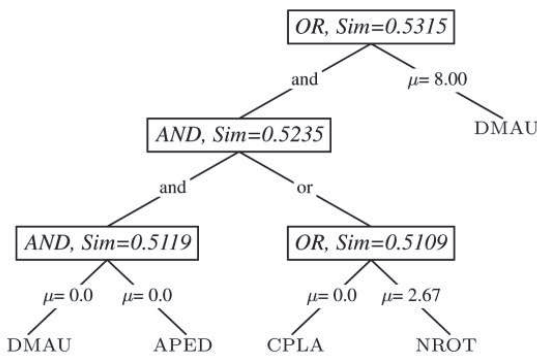 OR, Sim=0.5315
and
μ= 8.00
AND, Sim=0.5235
DMAU
and
or
AND, Sim=0.5119
OR, Sim=0.5109
μ= 0.0
μ= 0.0
μ= 0.0
μ= 2.67
DMAU
APED
CPLA
NROT